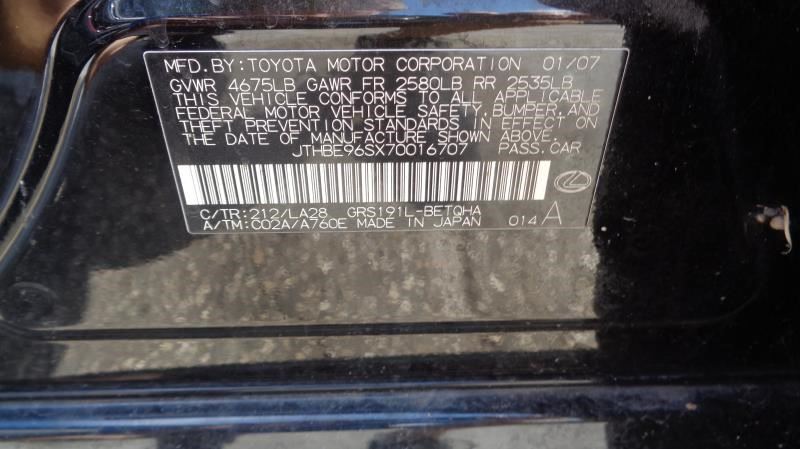 MFD.BY:TOYOTA MOTOR CORPORATION 01/07
GVWR 4675LB GAWR FR 2580LB RR 2535LB
THIS VEHICLE CONFORMS TO ALL APPLICABLE
FEDERAL MOTOR VEHICLE SAFETY, BUMPER, AND
THEFT PREVENTION STANDARDS IN EFFECT ON
THE DATE OF MANUFACTURE SHOWN ABOVE.
JTHBE96SX70016707 PASS.CAR
C/TR:212/LA28 GRS191L-BETQHA
A/TM:C02A/A760E MADE IN JAPAN 014A